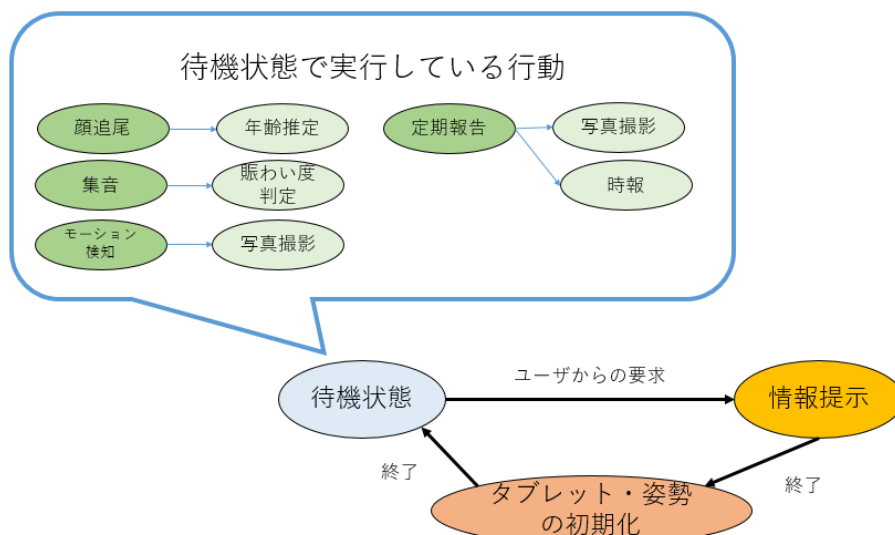 待機状態で実行している行動
顔追尾
年齢推定
定期報告
写真撮影
集音
賑わい度
判定
時報
モーション
検知
写真撮影
待機状態
ユーザからの要求
情報提示
終了
終了
タブレット・姿勢
の初期化